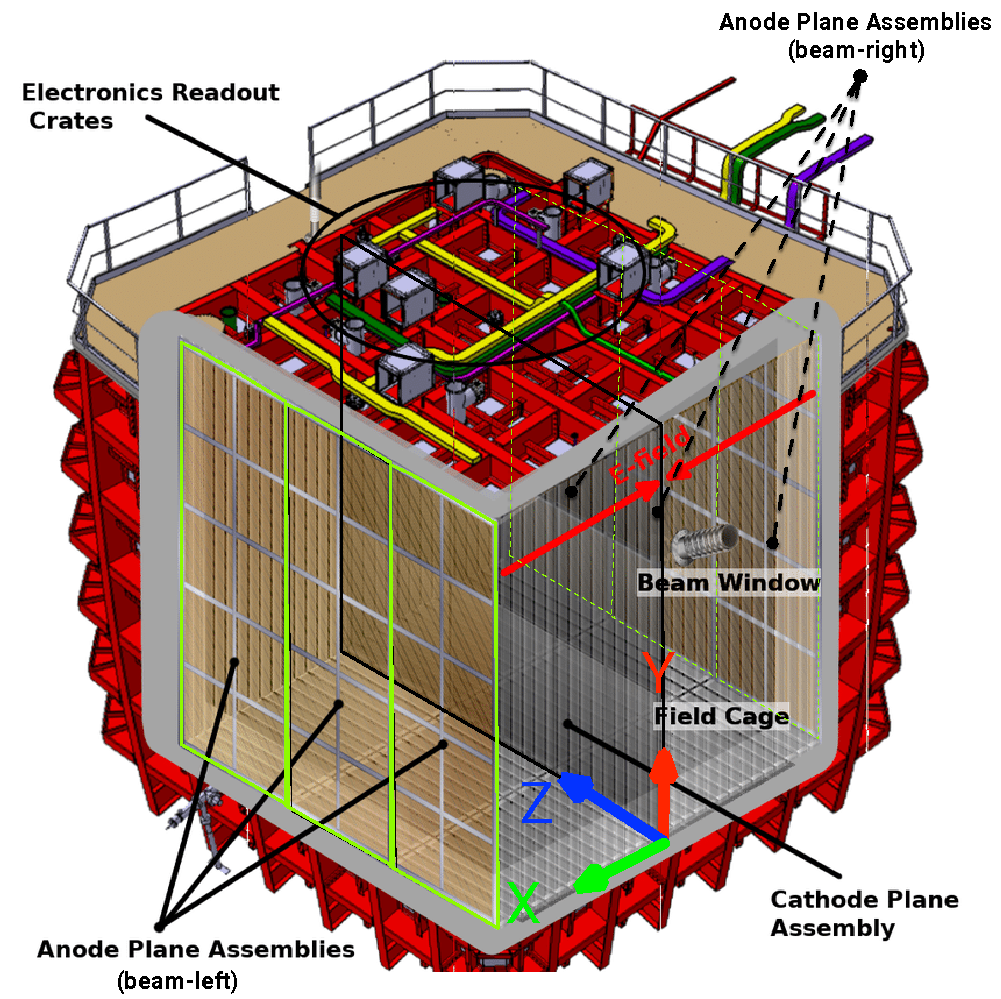 Anode Plane Assemblies
(beam-right)
Electronics Readout
Crates
E-field
Beam Window
Y
Field Cage
Z
X
Cathode Plane
Assembly
Anode Plane Assemblies
(beam-left)